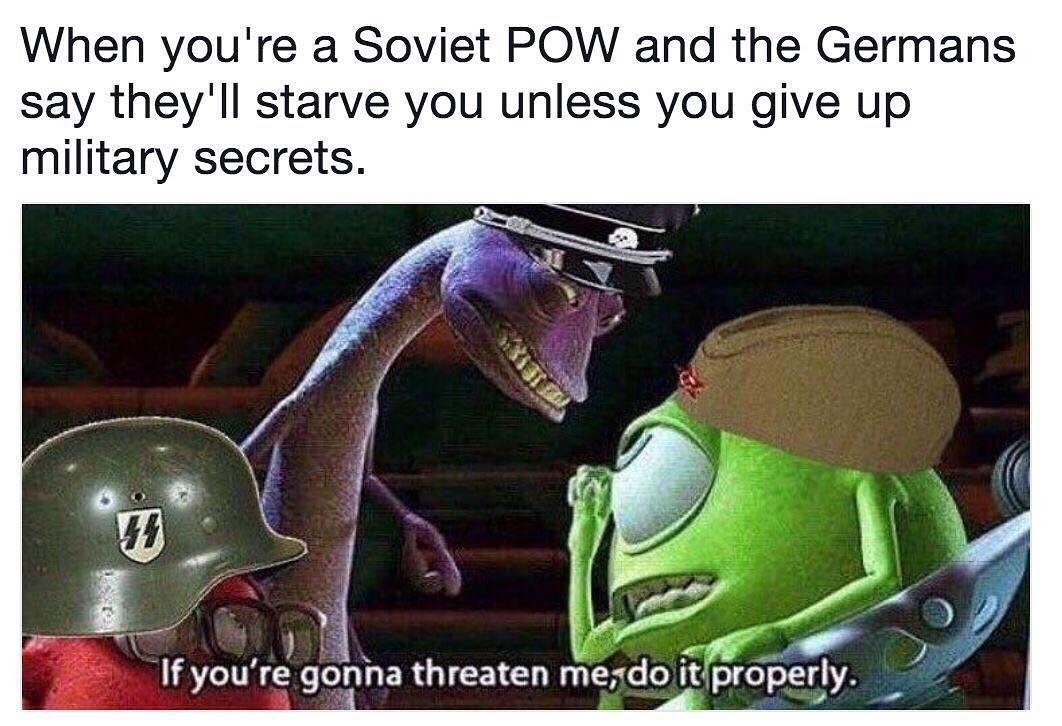 When you're a Soviet POW and the Germans
say they'll starve you unless you give up
military secrets.
If you're gonna threaten me, do it properly.